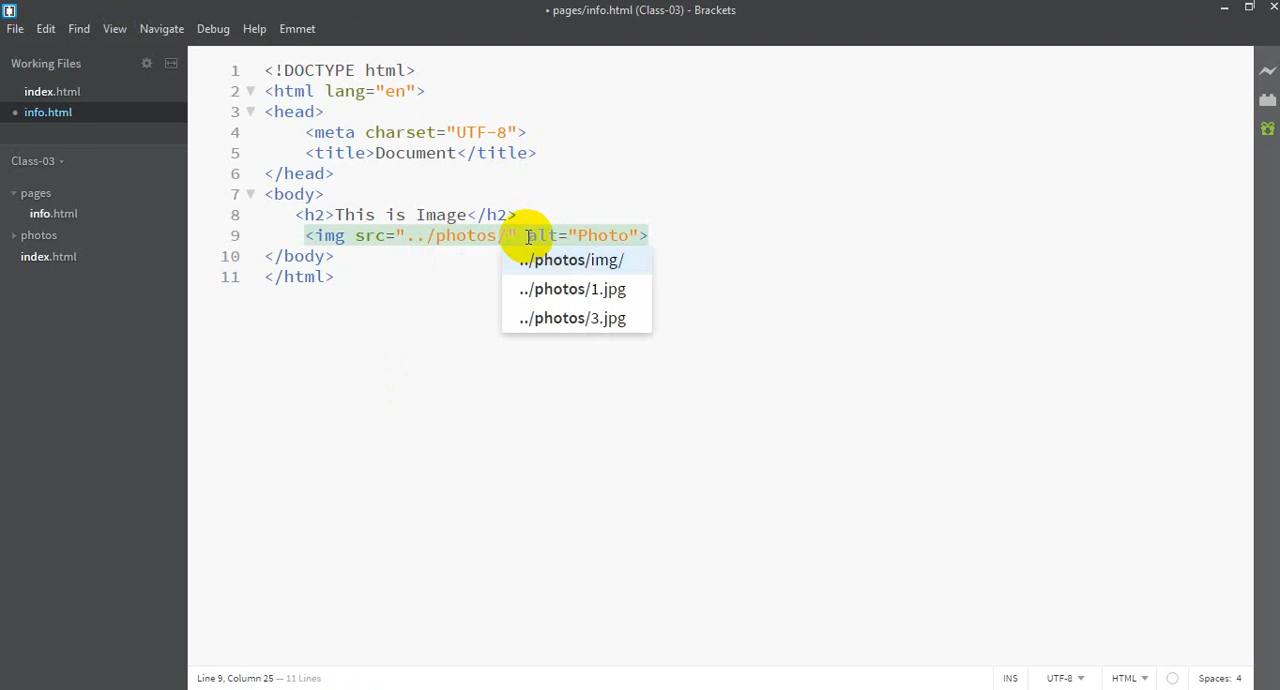 • pages/info.html (Class-03) - Brackets
File Edit Find View Navigate Debug Help Emmet
Working Files
index.html
• info.html
Class-03
pages
info.html
photos
index.html
1 <!DOCTYPE html>
2 <html lang="en">
3 <head>
4 <meta charset="UTF-8">
5 <title>Document</title>
6 </head>
7 <body>
8 <h2>This is Image</h2>
9 <img src="../photos/" alt="Photo">
10 </body>
11 </html>
../photos/img/
../photos/1.jpg
../photos/3.jpg
Line 9, Column 25 — 11 Lines
INS UTF-8 HTML Spaces: 4